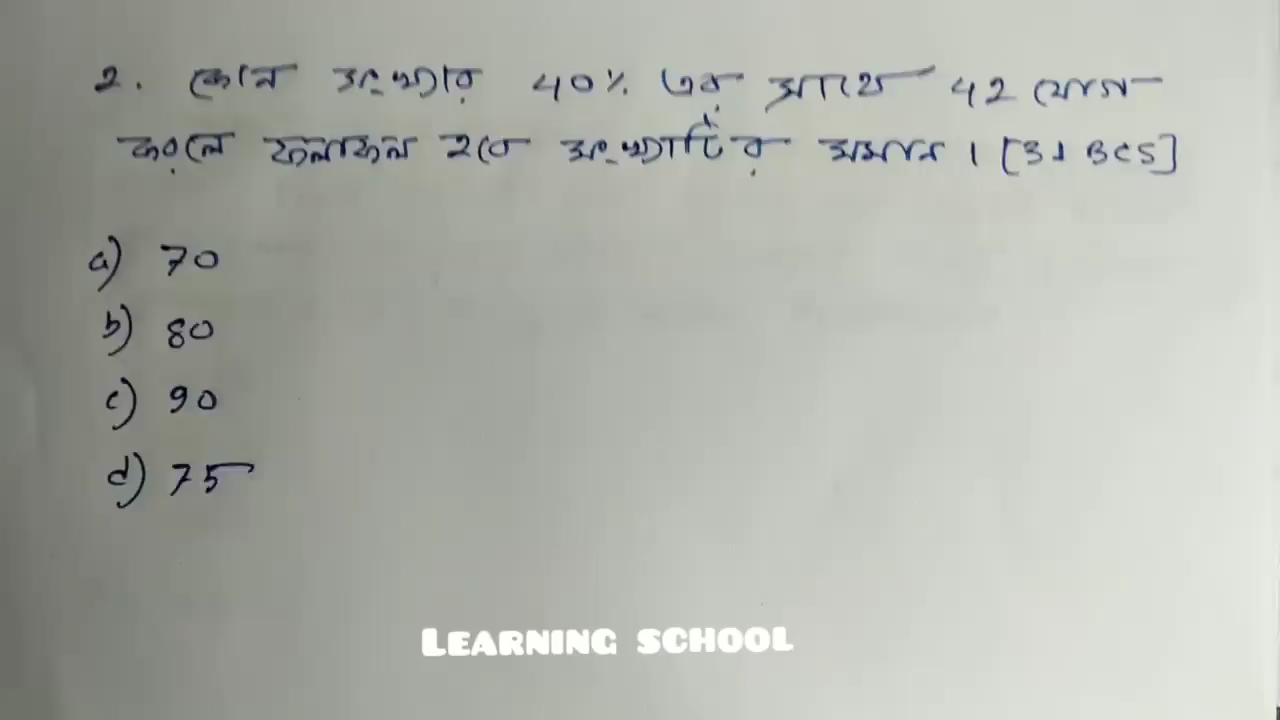 2. কোন সংখ্যার 40% এর সাথে 42 যোগ
করলে ফলাফল হবে সংখ্যাটির সমান। [31 BCS]
a) 70
b) 80
c) 90
d) 75
LEARNING SCHOOL